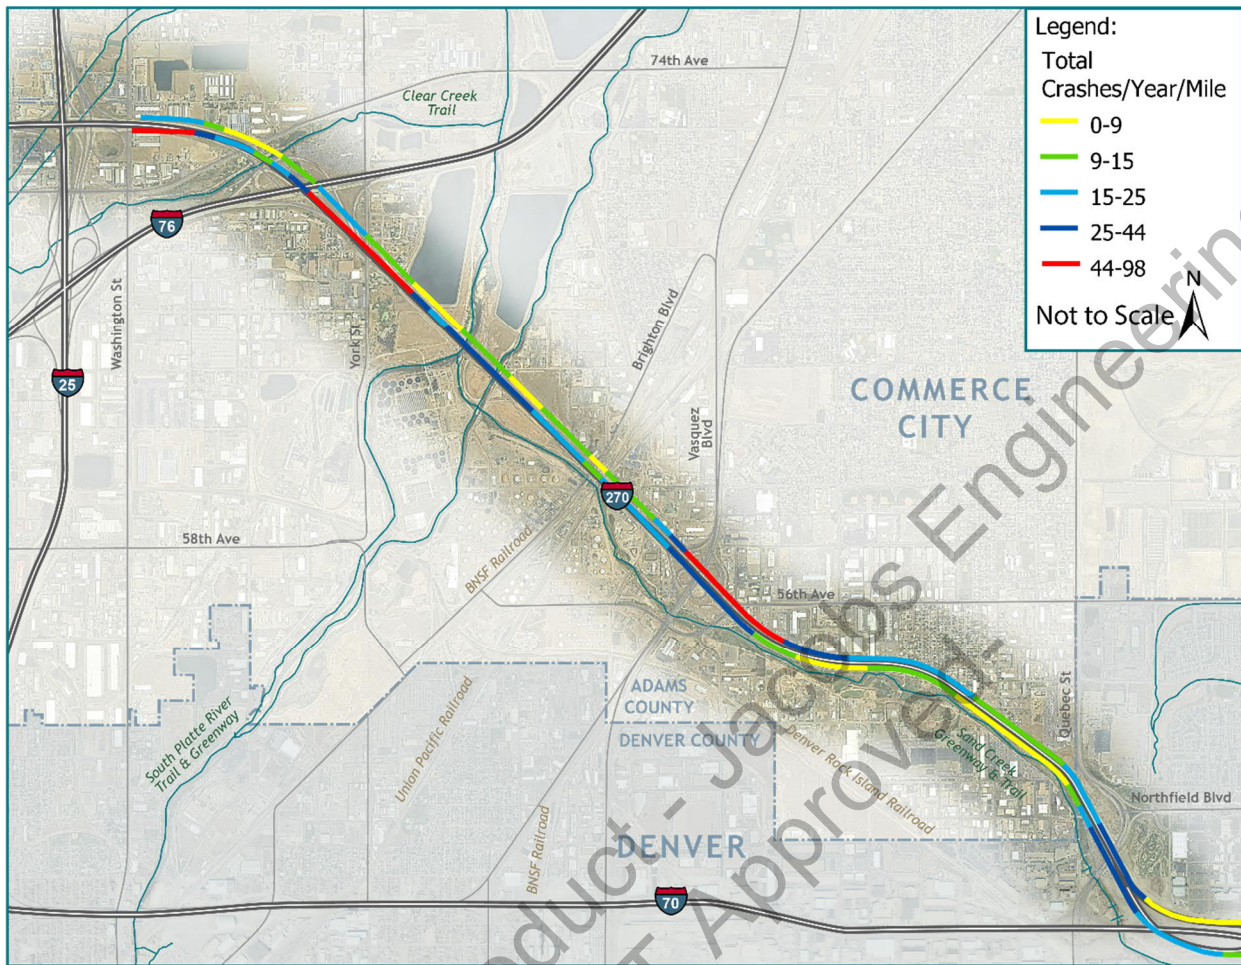 Legend:
Total
Crashes/Year/Mile
0-9
9-15
15-25
25-44
44-98
N
Not to Scale
74th Ave
Clear Creek
Trail
76
Washington St
York St
25
Brighton Blvd
Vasquez
Blvd
COMMERCE
CITY
270
58th Ave
BNSF Railroad
56th Ave
ADAMS
COUNTY
DENVER COUNTY
Quebec St
South Platte River
Trail & Greenway
Union Pacific Railroad
Denver Rock Island Railroad
Sand Creek
Greenway & Trail
Northfield Blvd
DENVER
BNSF Railroad
70
Jacobs Engineering
Approved-